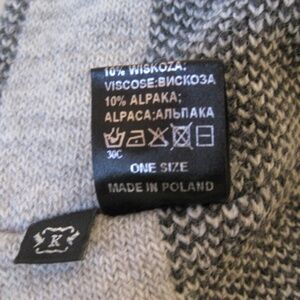 10% WISKOZA;
VISCOSE:ВИСКОЗА
10% ALPAKA;
ALPACA:АЛЬПАКА
30C
ONE SIZE
MADE IN POLAND
K